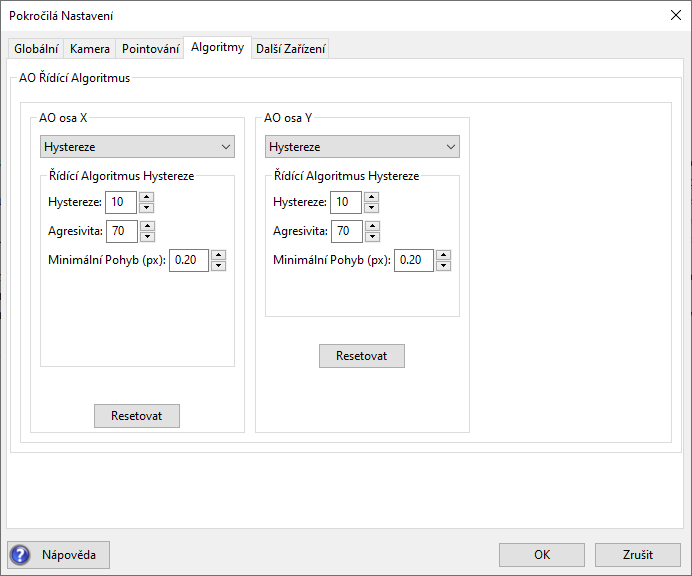 Pokročilá Nastavení
Globální Kamera Pointování Algoritmy Další Zařízení
AO Řídící Algoritmus
AO osa X
Hystereze
Řídící Algoritmus Hystereze
Hystereze: 10
Agresivita: 70
Minimální Pohyb (px): 0.20
Resetovat
AO osa Y
Hystereze
Řídící Algoritmus Hystereze
Hystereze: 10
Agresivita: 70
Minimální Pohyb (px): 0.20
Resetovat
? Nápověda OK Zrušit